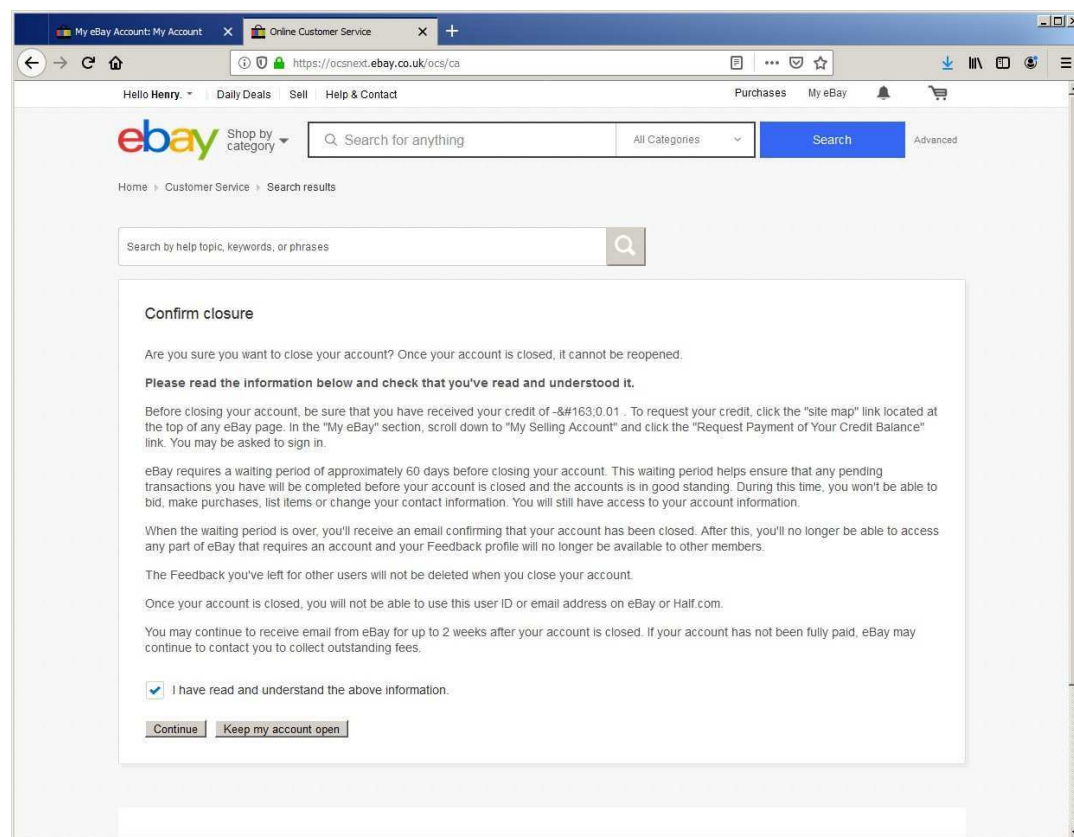 My eBay Account: My Account
Online Customer Service
https://ocsnext.ebay.co.uk/ocs/ca
Hello Henry.
Daily Deals
Sell
Help & Contact
Purchases
My eBay
ebay
Shop by
category
Search for anything
All Categories
Search
Advanced
Home
Customer Service
Search results
Search by help topic, keywords, or phrases
Confirm closure
Are you sure you want to close your account? Once your account is closed, it cannot be reopened.
Please read the information below and check that you've read and understood it.
Before closing your account, be sure that you have received your credit of -&#163;0.01 . To request your credit, click the "site map" link located at
the top of any eBay page. In the "My eBay" section, scroll down to "My Selling Account" and click the "Request Payment of Your Credit Balance"
link. You may be asked to sign in.
eBay requires a waiting period of approximately 60 days before closing your account. This waiting period helps ensure that any pending
transactions you have will be completed before your account is closed and the accounts is in good standing. During this time, you won't be able to
bid, make purchases, list items or change your contact information. You will still have access to your account information.
When the waiting period is over, you'll receive an email confirming that your account has been closed. After this, you'll no longer be able to access
any part of eBay that requires an account and your Feedback profile will no longer be available to other members.
The Feedback you've left for other users will not be deleted when you close your account.
Once your account is closed, you will not be able to use this user ID or email address on eBay or Half.com.
You may continue to receive email from eBay for up to 2 weeks after your account is closed. If your account has not been fully paid, eBay may
continue to contact you to collect outstanding fees.
I have read and understand the above information.
Continue
Keep my account open